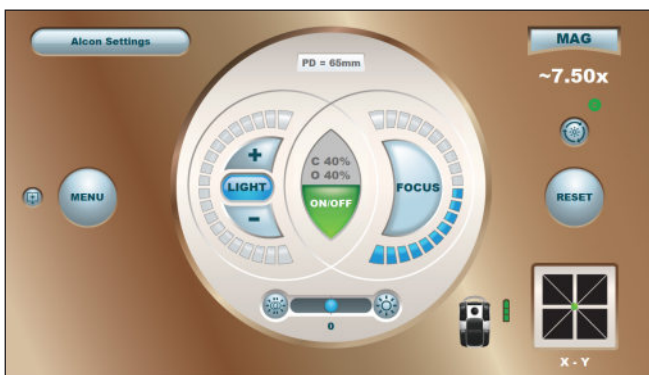 Alcon Settings
MAG
PD = 65mm
~7.50x
+
C 40%
O 40%
LIGHT
FOCUS
MENU
ON/OFF
RESET
-
0
X - Y